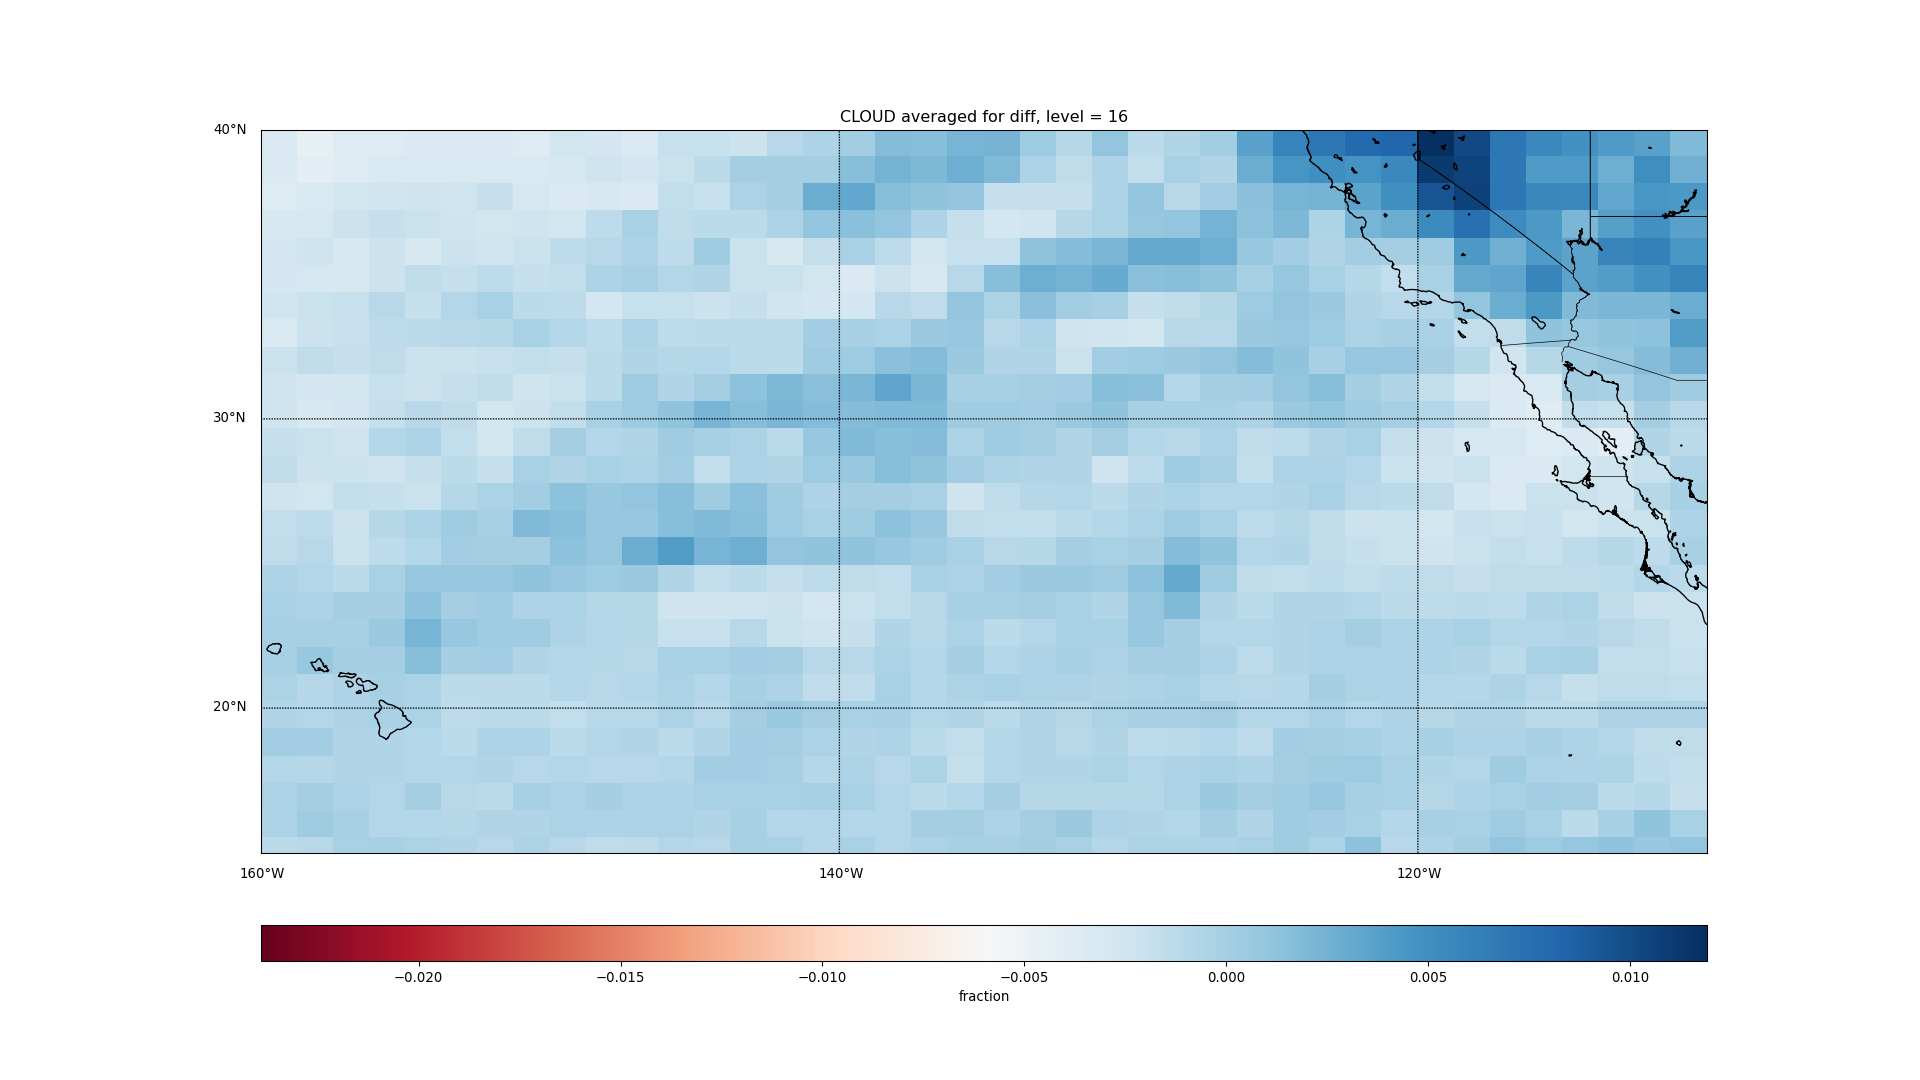 CLOUD averaged for diff, level = 16
40°N
30°N
20°N
160°W 140°W 120°W
−0.020 −0.015 −0.010 −0.005 0.000 0.005 0.010
fraction